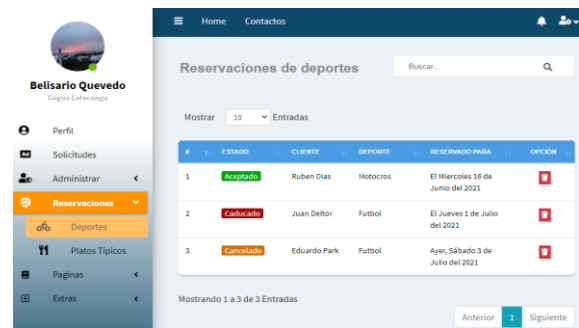 Home Contactos
Belisario Quevedo
Cngua Latacunga
Perfil
Solicitudes
Administrar
Reservaciones
Deportes
Platos Típicos
Paginas
Extras
Reservaciones de deportes
Buscar...
Mostrar 10 Entradas
# ESTADO CLIENTE DEPORTE RESERVADO PARA OPCIÓN
1 Aceptado Ruben Dias Motocros El Miercoles 16 de
Junio del 2021
2 Caducado Juan Deltor Futbol El Jueves 1 de Julio
del 2021
3 Cancelado Eduardo Park Futbol Ayer, Sábado 3 de
Julio del 2021
Mostrando 1 a 3 de 3 Entradas
Anterior 1 Siguiente